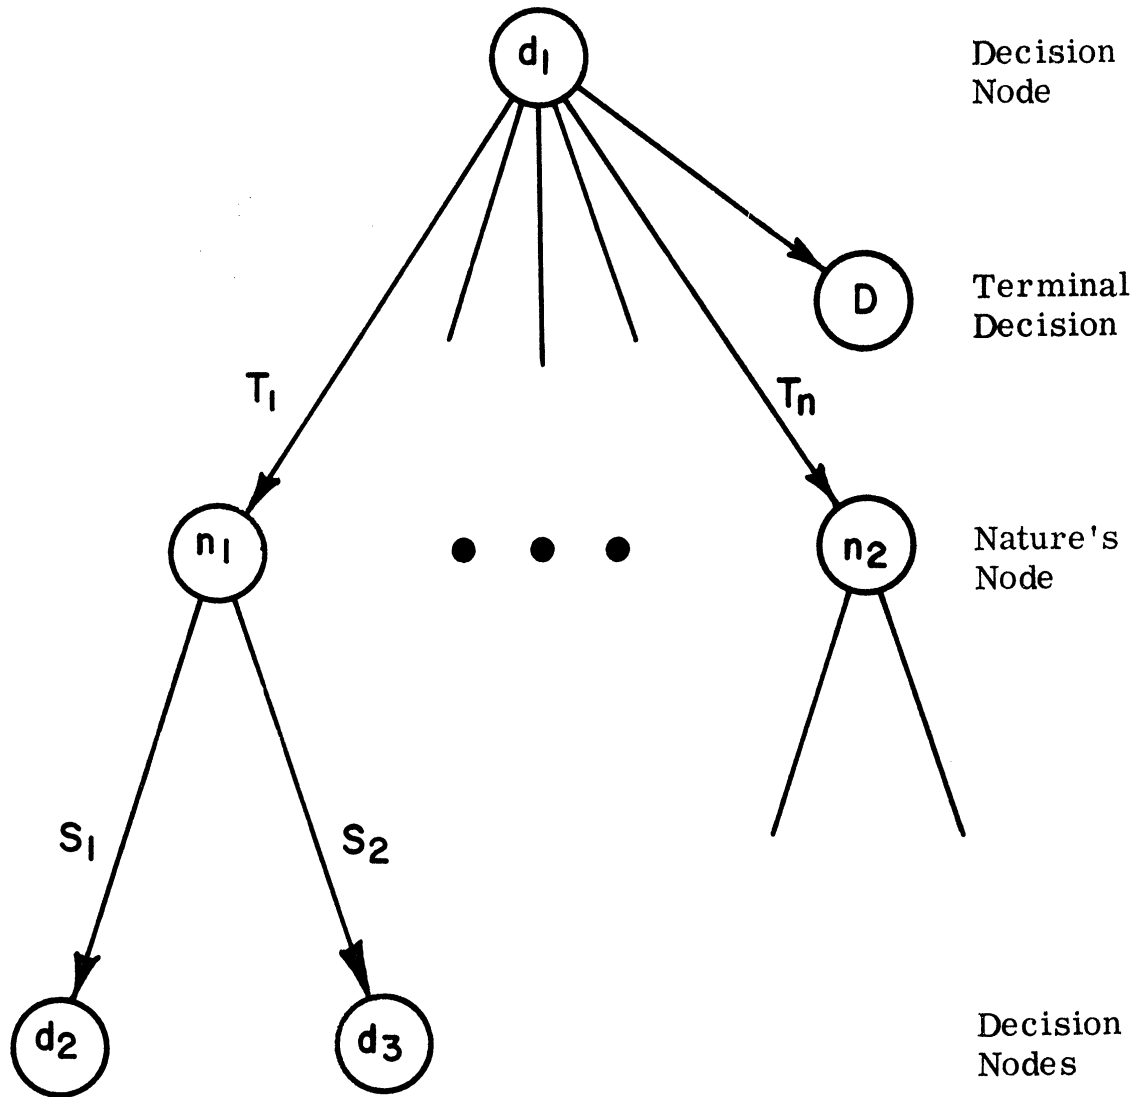 d1
Decision
Node
D
Terminal
Decision
T1
Tn
n1
n2
Nature's
Node
S1
S2
d2
d3
Decision
Nodes